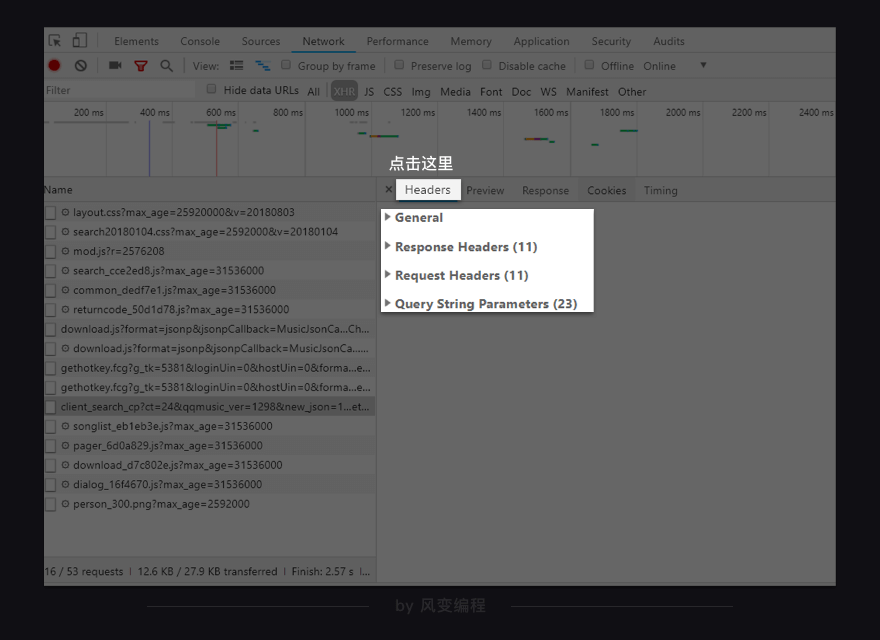 Elements Console Sources Network Performance Memory Application Security Audits
View: Group by frame Preserve log Disable cache Offline Online
Filter Hide data URLs All XHR JS CSS Img Media Font Doc WS Manifest Other
200 ms 400 ms 600 ms 800 ms 1000 ms 1200 ms 1400 ms 1600 ms 1800 ms 2000 ms 2200 ms 2400 ms
点击这里
Name
× Headers Preview Response Cookies Timing
layout.css?max_age=25920000&v=20180803
search20180104.css?max_age=2592000&v=20180104
mod.js?r=2576208
search_cce2ed8.js?max_age=31536000
common_dedf7e1.js?max_age=31536000
returncode_50d1d78.js?max_age=31536000
download.js?format=jsonp&jsonpCallback=MusicJsonCa...Ch...
download.js?format=jsonp&jsonpCallback=MusicJsonCa......
gethotkey.fcg?g_tk=5381&loginUin=0&hostUin=0&forma...e...
gethotkey.fcg?g_tk=5381&loginUin=0&hostUin=0&forma...e...
client_search_cp?ct=24&qqmusic_ver=1298&new_json=1...et...
songlist_eb1eb3e.js?max_age=31536000
pager_6d0a829.js?max_age=31536000
download_d7c802e.js?max_age=31536000
dialog_16f4670.js?max_age=31536000
person_300.png?max_age=2592000
General
Response Headers (11)
Request Headers (11)
Query String Parameters (23)
16 / 53 requests | 12.6 KB / 27.9 KB transferred | Finish: 2.57 s |...
by 风变编程